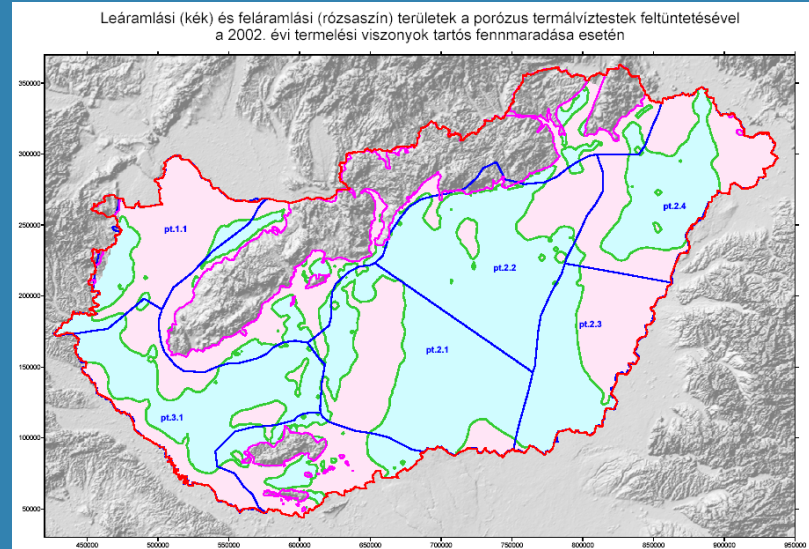 Leáramlási (kék) és feláramlási (rózsaszín) területek a porózus termálvíztestek feltüntetésével
a 2002. évi termelési viszonyok tartós fennmaradása esetén
350000
300000
250000
200000
150000
100000
50000
pt.1.1
pt.2.4
pt.2.2
pt.2.3
pt.2.1
pt.3.1
450000 500000 550000 600000 650000 700000 750000 800000 850000 900000 950000